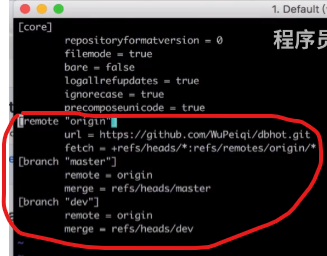 1. Default (
[core]
repositoryformatversion = 0
程序员
filemode = true
bare = false
logallrefupdates = true
ignorecase = true
precomposeunicode = true
[remote "origin"]
url = https://github.com/WuPeiqi/dbhot.git
fetch = +refs/heads/*:refs/remotes/origin/*
[branch "master"]
remote = origin
merge = refs/heads/master
[branch "dev"]
remote = origin
merge = refs/heads/dev
~
~